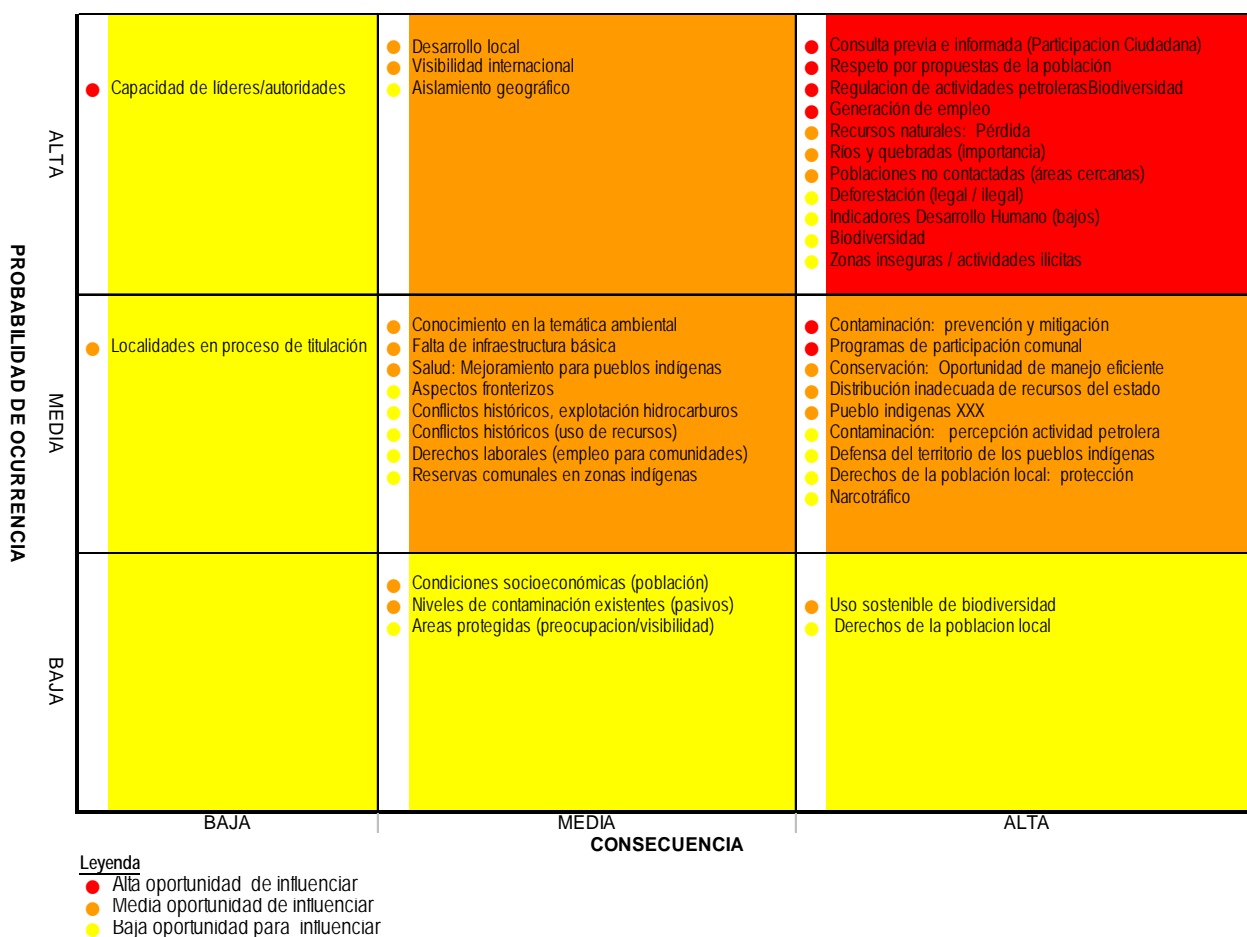 PROBABILIDAD DE OCURRENCIA
ALTA
Capacidad de líderes/autoridades
Desarrollo local
Visibilidad internacional
Aislamiento geográfico
Consulta previa e informada (Participacion Ciudadana)
Respeto por propuestas de la población
Regulacion de actividades petrolerasBiodiversidad
Generación de empleo
Recursos naturales: Pérdida
Ríos y quebradas (importancia)
Poblaciones no contactadas (áreas cercanas)
Deforestación (legal / ilegal)
Indicadores Desarrollo Humano (bajos)
Biodiversidad
Zonas inseguras / actividades ilicitas
MEDIA
Localidades en proceso de titulación
Conocimiento en la temática ambiental
Falta de infraestructura básica
Salud: Mejoramiento para pueblos indígenas
Aspectos fronterizos
Conflictos históricos, explotación hidrocarburos
Conflictos históricos (uso de recursos)
Derechos laborales (empleo para comunidades)
Reservas comunales en zonas indígenas
Contaminación: prevención y mitigación
Programas de participación comunal
Conservación: Oportunidad de manejo eficiente
Distribución inadecuada de recursos del estado
Pueblo indigenas XXX
Contaminación: percepción actividad petrolera
Defensa del territorio de los pueblos indígenas
Derechos de la población local: protección
Narcotráfico
BAJA
Condiciones socioeconómicas (población)
Niveles de contaminación existentes (pasivos)
Areas protegidas (preocupacion/visibilidad)
Uso sostenible de biodiversidad
Derechos de la poblacion local
BAJA
MEDIA
ALTA
CONSECUENCIA
Leyenda
Alta oportunidad de influenciar
Media oportunidad de influenciar
Baja oportunidad para influenciar